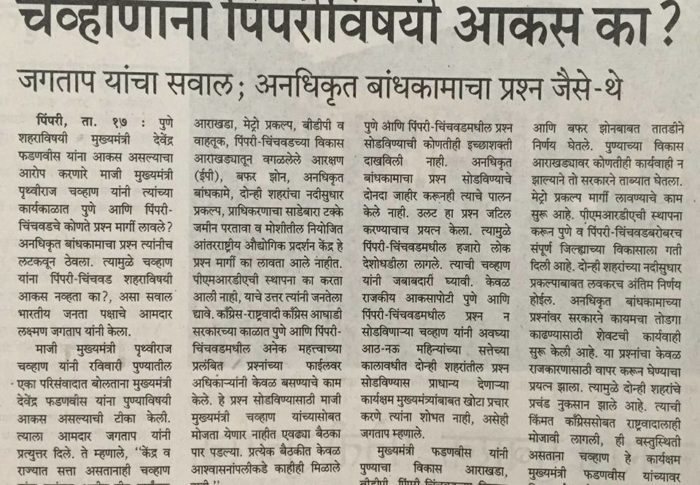 चव्हाणांना पिंपरीविषयी आकस का?
जगताप यांचा सवाल; अनधिकृत बांधकामाचा प्रश्न जैसे-थे
पिंपरी, ता. १७ : पुणे
शहराविषयी मुख्यमंत्री देवेंद्र
फडणवीस यांना आकस असल्याचा
आरोप करणारे माजी मुख्यमंत्री
पृथ्वीराज चव्हाण यांनी त्यांच्या
कार्यकाळात पुणे आणि पिंपरी-
चिंचवडचे कोणते प्रश्न मार्गी लावले?
अनधिकृत बांधकामाचा प्रश्न त्यांनीच
लटकवून ठेवला. त्यामुळे चव्हाण
यांना पिंपरी-चिंचवड शहराविषयी
आकस नव्हता का?, असा सवाल
भारतीय जनता पक्षाचे आमदार
लक्ष्मण जगताप यांनी केला.
माजी मुख्यमंत्री पृथ्वीराज
चव्हाण यांनी रविवारी पुण्यातील
एका परिसंवादात बोलताना मुख्यमंत्री
देवेंद्र फडणवीस यांना पुण्याविषयी
आकस असल्याची टीका केली.
त्याला आमदार जगताप यांनी
प्रत्युत्तर दिले. ते म्हणाले, ‘‘केंद्र व
राज्यात सत्ता असतानाही चव्हाण
आराखडा, मेट्रो प्रकल्प, बीडीपी व
वाहतूक, पिंपरी-चिंचवडच्या विकास
आराखड्यातून वगळलेले आरक्षण
(ईपी), बफर झोन, अनधिकृत
बांधकामे, दोन्ही शहरांचा नदीसुधार
प्रकल्प, प्राधिकरणाचा साडेबारा टक्के
जमीन परतावा व मोशीतील नियोजित
आंतरराष्ट्रीय औद्योगिक प्रदर्शन केंद्र हे
प्रश्न मार्गी का लावता आले नाहीत.
पीएमआरडीएची स्थापना का करता
आली नाही, याचे उत्तर त्यांनी जनतेला
द्यावे. काँग्रेस-राष्ट्रवादी काँग्रेस आघाडी
सरकारच्या काळात पुणे आणि पिंपरी-
चिंचवडमधील अनेक महत्त्वाच्या
प्रलंबित प्रश्नांच्या फाईलवर
अधिकाऱ्यांनी केवळ बसण्याचे काम
केले. हे प्रश्न सोडविण्यासाठी माजी
मुख्यमंत्री चव्हाण यांच्यासोबत
मोजता येणार नाहीत एवढ्या बैठका
पार पडल्या. प्रत्येक बैठकीत केवळ
आश्वासनांपलीकडे काहीही मिळाले
पुणे आणि पिंपरी-चिंचवडमधील प्रश्न
सोडविण्याची कोणतीही इच्छाशक्ती
दाखविली नाही. अनधिकृत
बांधकामाचा प्रश्न सोडविण्याचे
दोनदा जाहीर करूनही त्याचे पालन
केले नाही. उलट हा प्रश्न जटिल
करण्याचाच प्रयत्न केला. त्यामुळे
पिंपरी-चिंचवडमधील हजारो लोक
देशोधडीला लागले. त्याची चव्हाण
यांनी जबाबदारी घ्यावी. केवळ
राजकीय आकसापोटी पुणे आणि
पिंपरी-चिंचवडमधील प्रश्न न
सोडविणाऱ्या चव्हाण यांनी अवघ्या
आठ-नऊ महिन्यांच्या सत्तेच्या
कालावधीत दोन्ही शहरांतील प्रश्न
सोडविण्यास प्राधान्य देणाऱ्या
कार्यक्षम मुख्यमंत्र्यांबाबत खोटा प्रचार
करणे त्यांना शोभत नाही, असेही
जगताप म्हणाले.
मुख्यमंत्री फडणवीस यांनी
पुण्याचा विकास आराखडा,
बीडीपी, पिंपरी-चिंचवडच्या विकास
आणि बफर झोनबाबत तातडीने
निर्णय घेतले. पुण्याच्या विकास
आराखड्यावर कोणतीही कार्यवाही न
झाल्याने तो सरकारने ताब्यात घेतला.
मेट्रो प्रकल्प मार्गी लावण्याचे काम
सुरू आहे. पीएमआरडीएची स्थापना
करून पुणे व पिंपरी-चिंचवडबरोबरच
संपूर्ण जिल्ह्याच्या विकासाला गती
दिली आहे. दोन्ही शहरांच्या नदीसुधार
प्रकल्पाबाबत लवकरच अंतिम निर्णय
होईल. अनधिकृत बांधकामाच्या
प्रश्नांवर सरकारने कायमचा तोडगा
काढण्यासाठी शेवटची कार्यवाही
सुरू केली आहे. या प्रश्नांचा केवळ
राजकारणासाठी वापर करून घेण्याचा
प्रयत्न झाला. त्यामुळे दोन्ही शहरांचे
प्रचंड नुकसान झाले आहे. त्याची
किंमत काँग्रेससोबत राष्ट्रवादीलाही
मोजावी लागली, ही वस्तुस्थिती
असताना चव्हाण हे कार्यक्षम
मुख्यमंत्री फडणवीस यांच्यावर